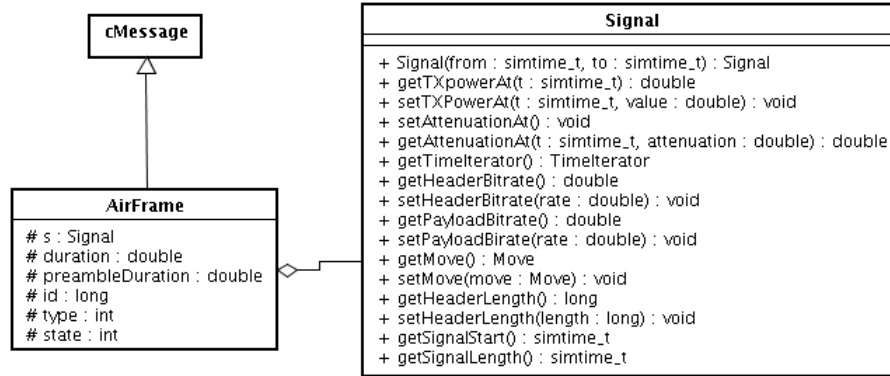 cMessage
AirFrame
# s : Signal
# duration : double
# preambleDuration : double
# id : long
# type : int
# state : int
Signal
+ Signal(from : simtime_t, to : simtime_t) : Signal
+ getTXpowerAt(t : simtime_t) : double
+ setTXPowerAt(t : simtime_t, value : double) : void
+ setAttenuationAt() : void
+ getAttenuationAt(t : simtime_t, attenuation : double) : double
+ getTimeIterator() : TimeIterator
+ getHeaderBitrate() : double
+ setHeaderBitrate(rate : double) : void
+ getPayloadBitrate() : double
+ setPayloadBirate(rate : double) : void
+ getMove() : Move
+ setMove(move : Move) : void
+ getHeaderLength() : long
+ setHeaderLength(length : long) : void
+ getSignalStart() : simtime_t
+ getSignalLength() : simtime_t